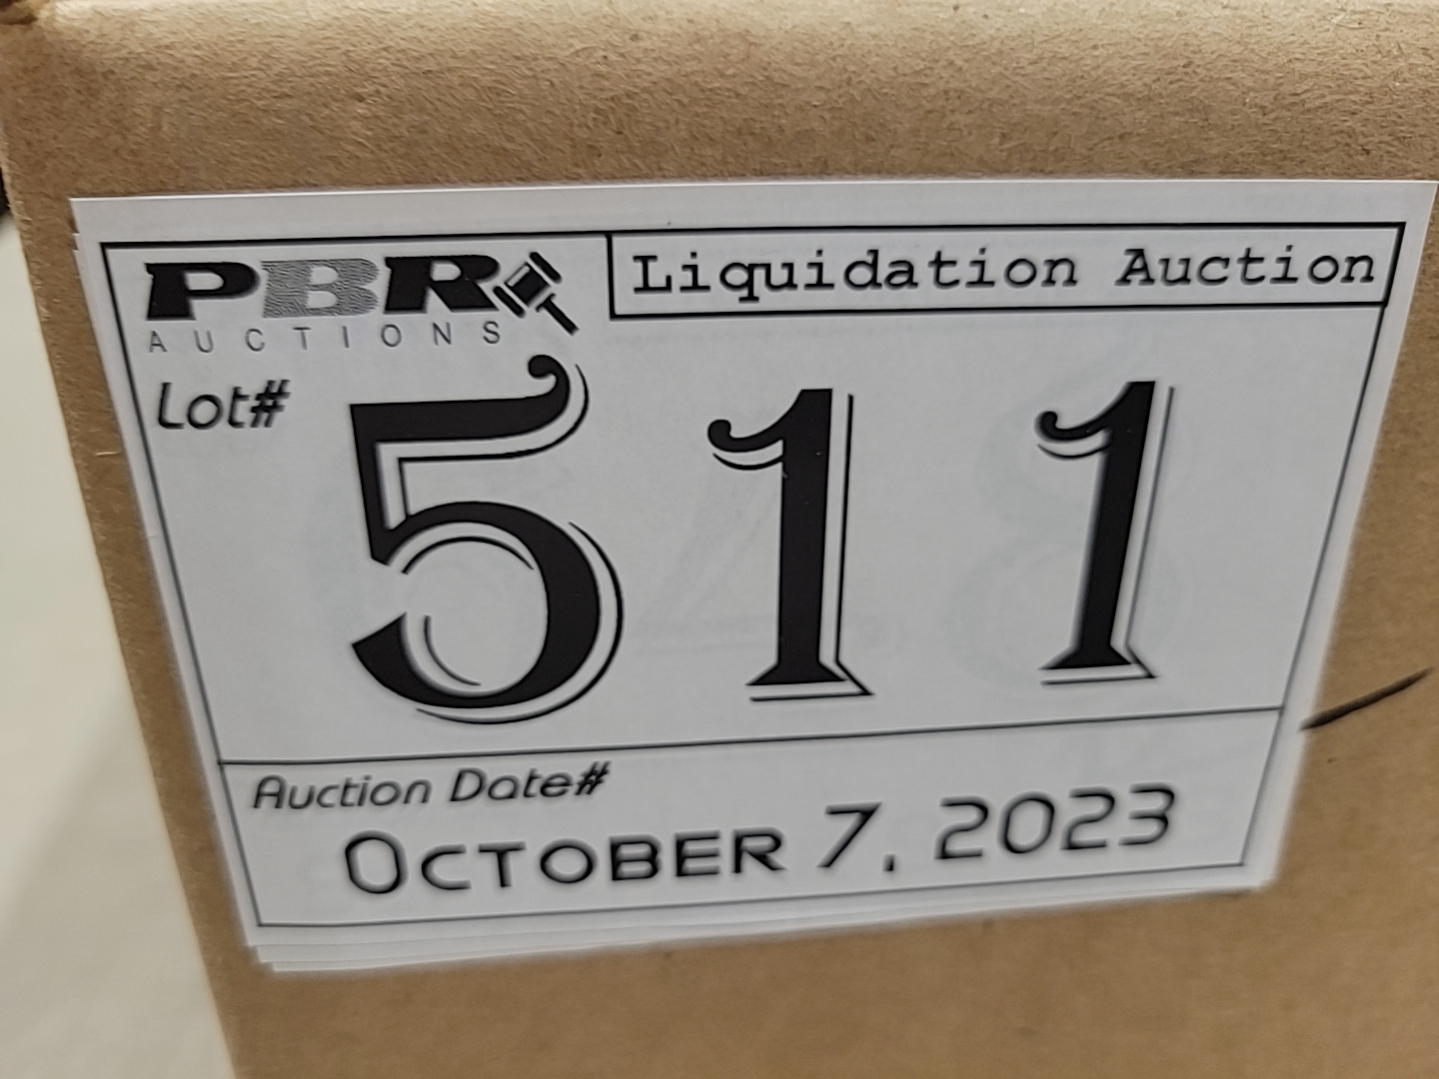 PBR
AUCTIONS
Liquidation Auction
Lot#
511
Auction Date#
October 7, 2023